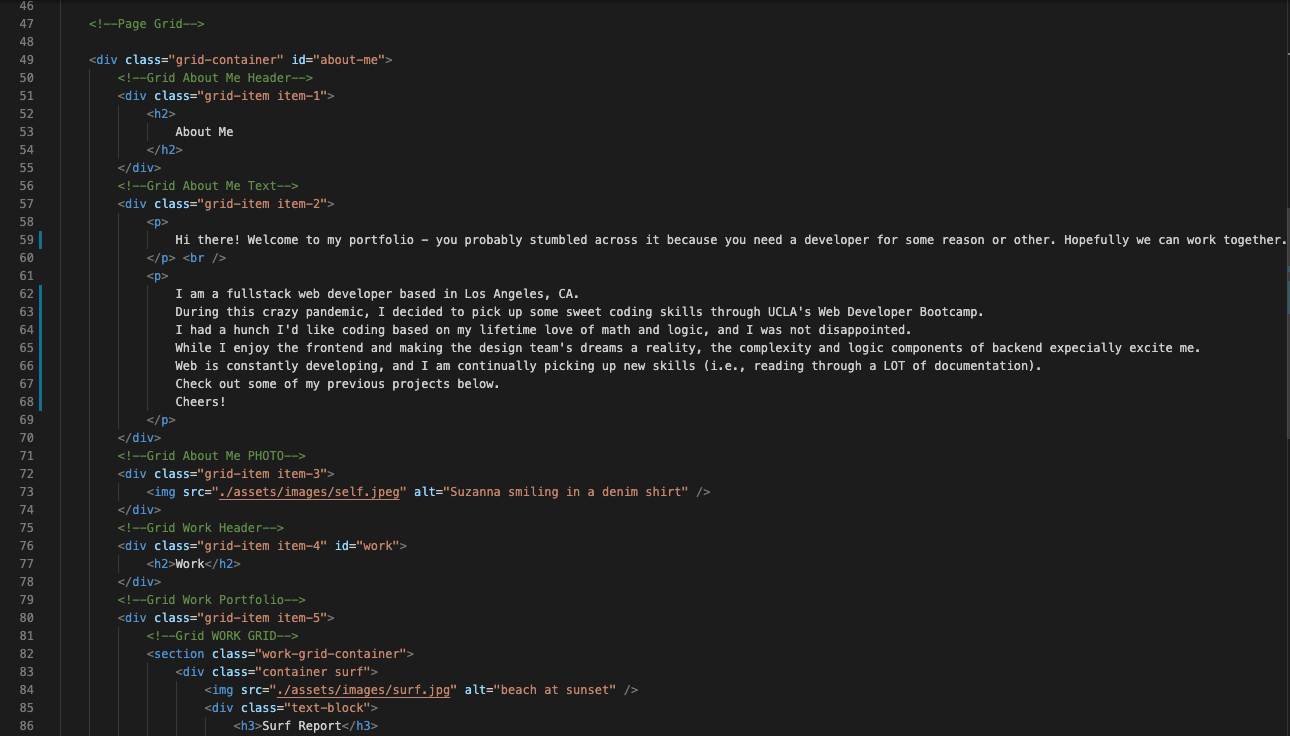 46
47 <!--Page Grid-->
48
49 <div class="grid-container" id="about-me">
50 <!--Grid About Me Header-->
51 <div class="grid-item item-1">
52 <h2>
53 About Me
54 </h2>
55 </div>
56 <!--Grid About Me Text-->
57 <div class="grid-item item-2">
58 <p>
59 Hi there! Welcome to my portfolio - you probably stumbled across it because you need a developer for some reason or other. Hopefully we can work together.
60 </p> <br />
61 <p>
62 I am a fullstack web developer based in Los Angeles, CA.
63 During this crazy pandemic, I decided to pick up some sweet coding skills through UCLA's Web Developer Bootcamp.
64 I had a hunch I'd like coding based on my lifetime love of math and logic, and I was not disappointed.
65 While I enjoy the frontend and making the design team's dreams a reality, the complexity and logic components of backend expecially excite me.
66 Web is constantly developing, and I am continually picking up new skills (i.e., reading through a LOT of documentation).
67 Check out some of my previous projects below.
68 Cheers!
69 </p>
70 </div>
71 <!--Grid About Me PHOTO-->
72 <div class="grid-item item-3">
73 <img src="./assets/images/self.jpeg" alt="Suzanna smiling in a denim shirt" />
74 </div>
75 <!--Grid Work Header-->
76 <div class="grid-item item-4" id="work">
77 <h2>Work</h2>
78 </div>
79 <!--Grid Work Portfolio-->
80 <div class="grid-item item-5">
81 <!--Grid WORK GRID-->
82 <section class="work-grid-container">
83 <div class="container surf">
84 <img src="./assets/images/surf.jpg" alt="beach at sunset" />
85 <div class="text-block">
86 <h3>Surf Report</h3>